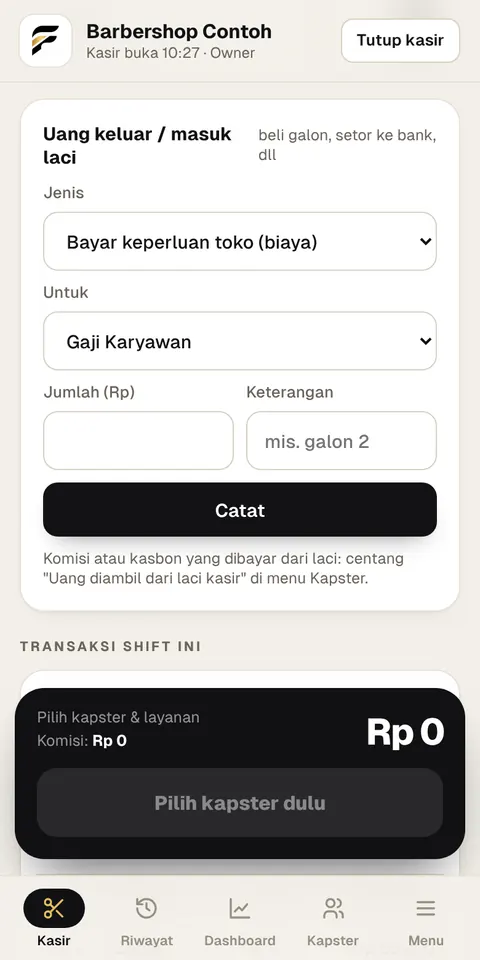 Barbershop Contoh
Kasir buka 10:27 · Owner
Tutup kasir
Uang keluar / masuk
laci
beli galon, setor ke bank,
dll
Jenis
Bayar keperluan toko (biaya)
Untuk
Gaji Karyawan
Jumlah (Rp)
Keterangan
mis. galon 2
Catat
Komisi atau kasbon yang dibayar dari laci: centang
"Uang diambil dari laci kasir" di menu Kapster.
TRANSAKSI SHIFT INI
Pilih kapster & layanan
Komisi: Rp 0
Rp 0
Pilih kapster dulu
Kasir
Riwayat
Dashboard
Kapster
Menu